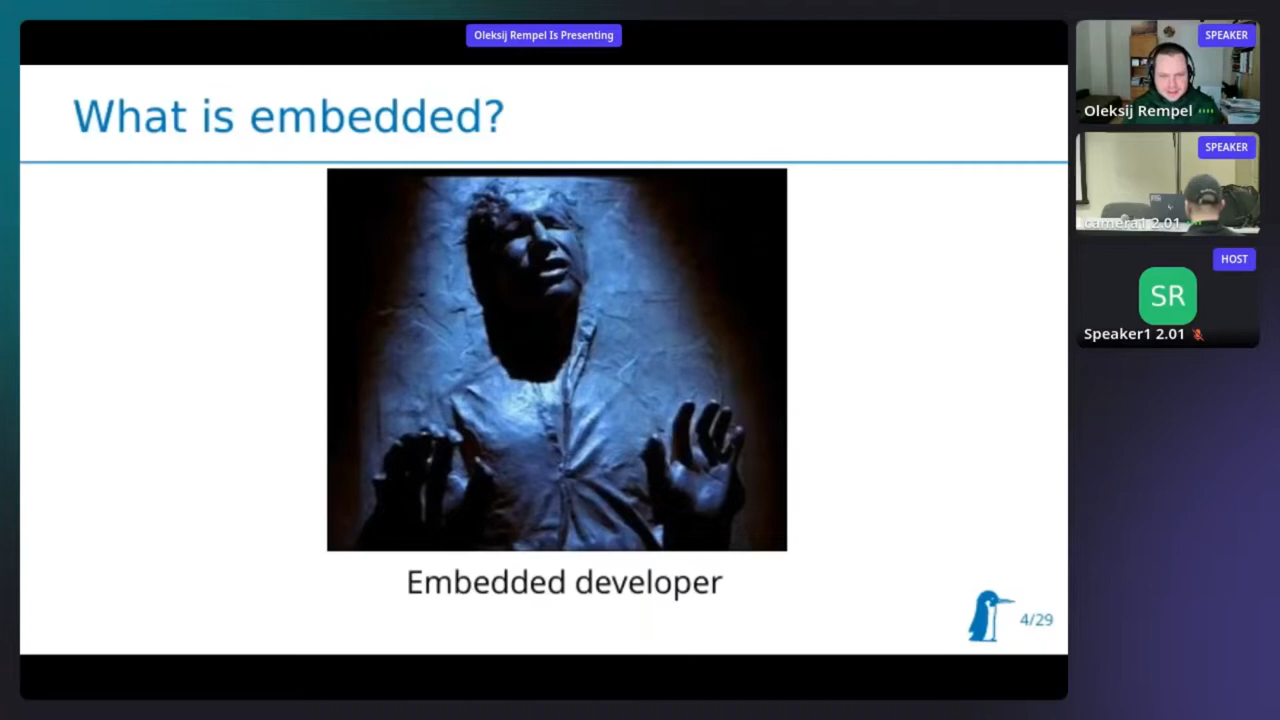 Oleksij Rempel Is Presenting
What is embedded?
Embedded developer
4/29
SPEAKER
Oleksij Rempel
SPEAKER
camera1 2.01
HOST
SR
Speaker1 2.01